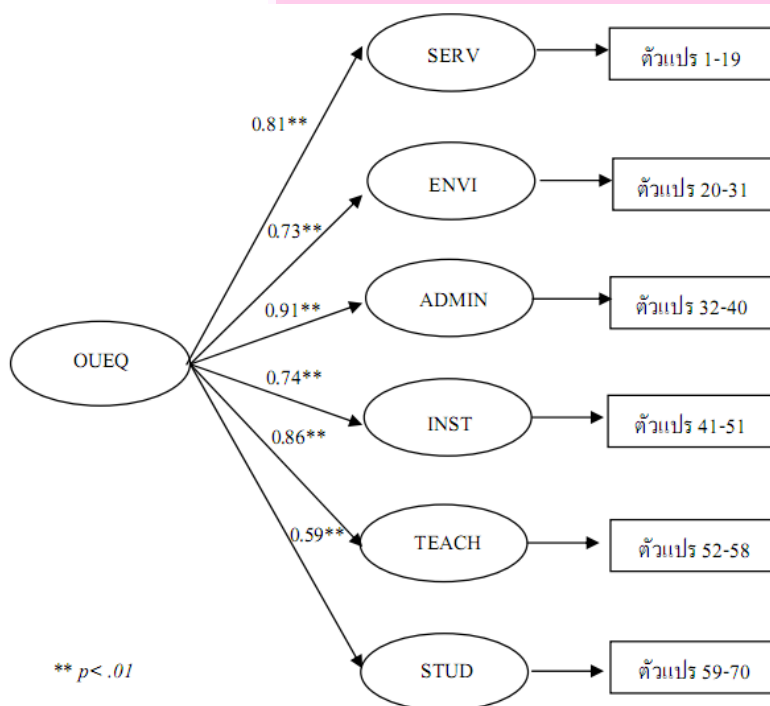 SERV
ตัวแปร 1-19
0.81**
ENVI
ตัวแปร 20-31
0.73**
ADMIN
ตัวแปร 32-40
0.91**
OUEQ
0.74**
INST
ตัวแปร 41-51
0.86**
TEACH
ตัวแปร 52-58
0.59**
STUD
ตัวแปร 59-70
** p< .01